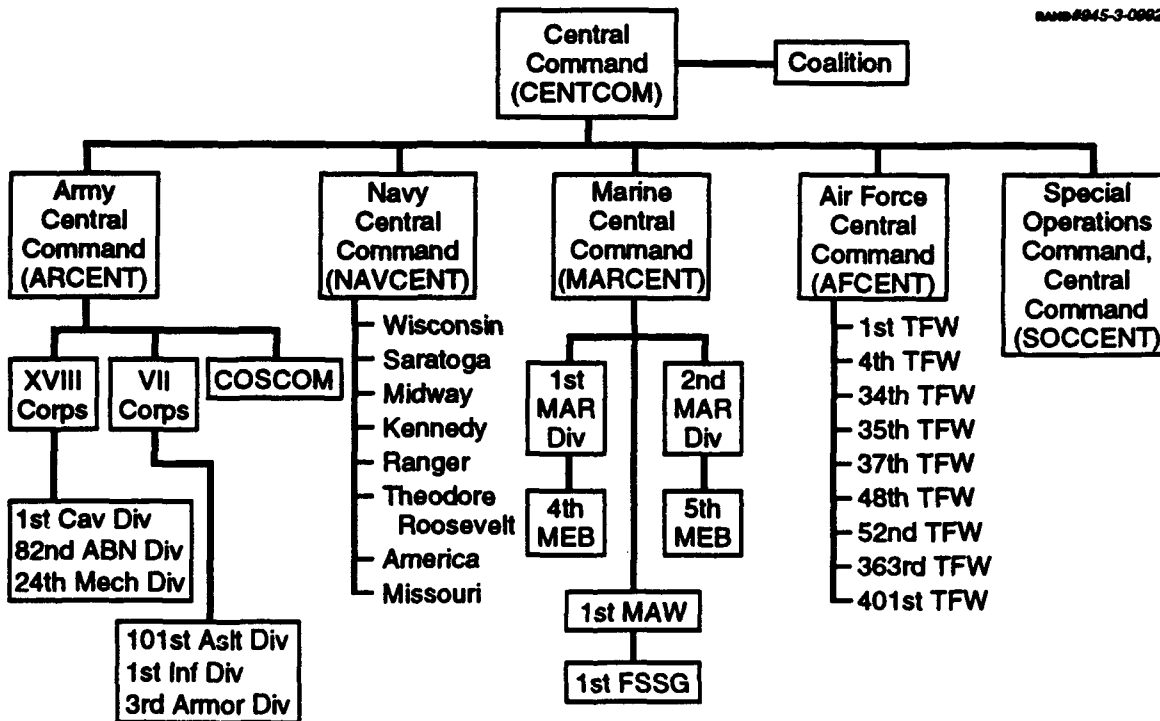 RAND#945-3-0992
Central
Command
(CENTCOM)
Coalition
Army
Central
Command
(ARCENT)
Navy
Central
Command
(NAVCENT)
Marine
Central
Command
(MARCENT)
Air Force
Central
Command
(AFCENT)
Special
Operations
Command,
Central
Command
(SOCCENT)
XVIII
Corps
VII
Corps
COSCOM
1st Cav Div
82nd ABN Div
24th Mech Div
101st Aslt Div
1st Inf Div
3rd Armor Div
Wisconsin
Saratoga
Midway
Kennedy
Ranger
Theodore
Roosevelt
America
Missouri
1st
MAR
Div
2nd
MAR
Div
4th
MEB
5th
MEB
1st MAW
1st FSSG
1st TFW
4th TFW
34th TFW
35th TFW
37th TFW
48th TFW
52nd TFW
363rd TFW
401st TFW